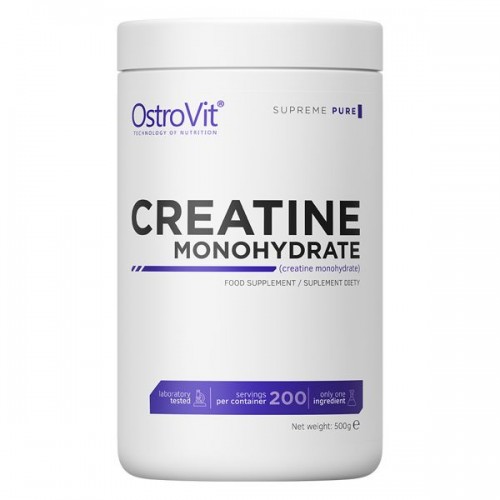 OstroVit®
TECHNOLOGY OF NUTRITION
SUPREME PURE
CREATINE
MONOHYDRATE
(creatine monohydrate)
FOOD SUPPLEMENT / SUPLEMENT DIETY
laboratory tested
servings per container 200
only one ingredient
Net weight: 500g ℮